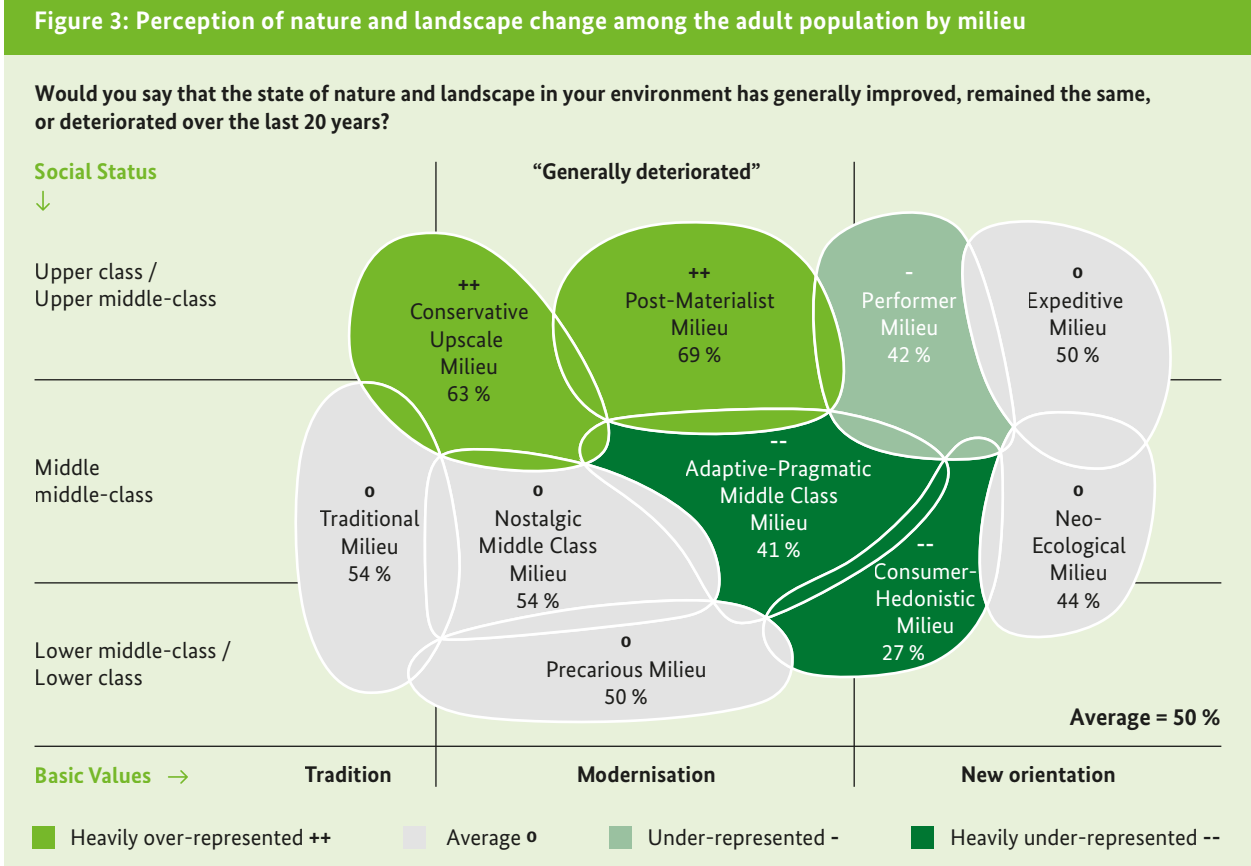 Figure 3: Perception of nature and landscape change among the adult population by milieu
Would you say that the state of nature and landscape in your environment has generally improved, remained the same,
or deteriorated over the last 20 years?
Social Status
↓
“Generally deteriorated”
Upper class /
Upper middle-class
++
Conservative
Upscale
Milieu
63 %
++
Post-Materialist
Milieu
69 %
-
Performer
Milieu
42 %
o
Expeditive
Milieu
50 %
Middle
middle-class
o
Traditional
Milieu
54 %
o
Nostalgic
Middle Class
Milieu
54 %
--
Adaptive-Pragmatic
Middle Class
Milieu
41 %
--
Consumer-
Hedonistic
Milieu
27 %
o
Neo-
Ecological
Milieu
44 %
Lower middle-class /
Lower class
o
Precarious Milieu
50 %
Average = 50 %
Basic Values →
Tradition
Modernisation
New orientation
Heavily over-represented ++
Average o
Under-represented -
Heavily under-represented --